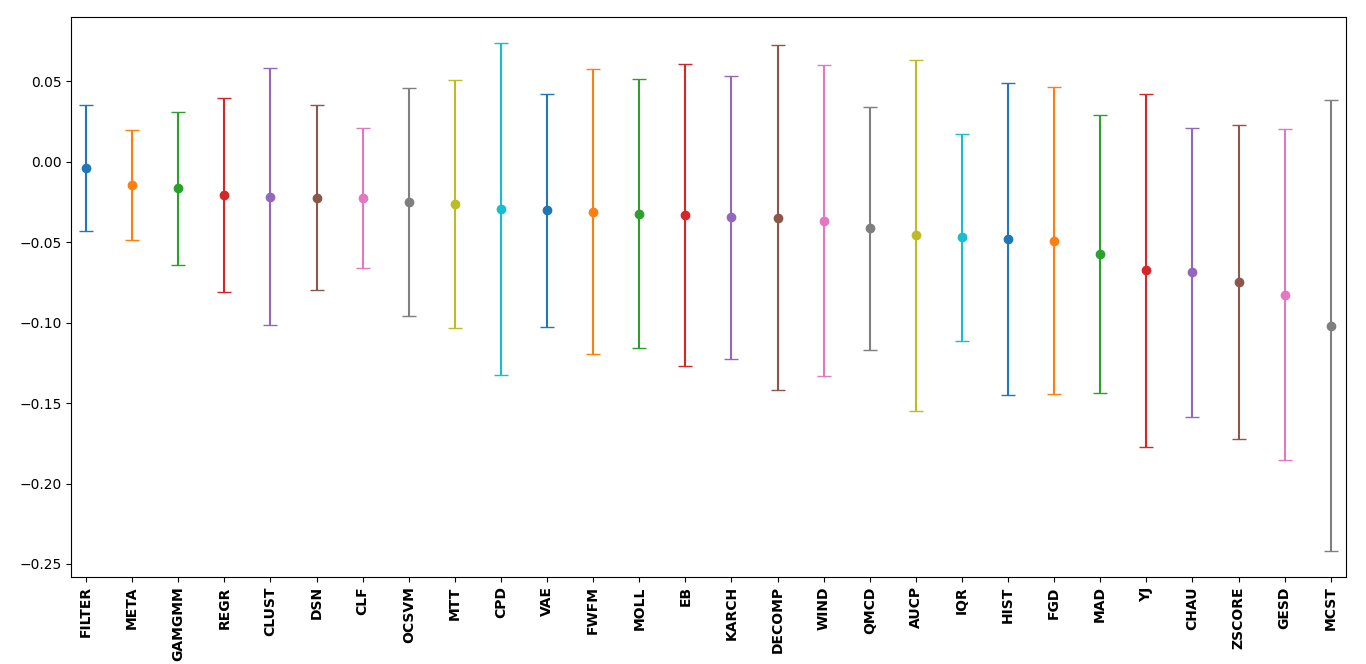 0.05
0.00
−0.05
−0.10
−0.15
−0.20
−0.25
FILTER
META
GAMGMM
REGR
CLUST
DSN
CLF
OCSVM
MTT
CPD
VAE
FWFM
MOLL
EB
KARCH
DECOMP
WIND
QMCD
AUCP
IQR
HIST
FGD
MAD
YJ
CHAU
ZSCORE
GESD
MCST